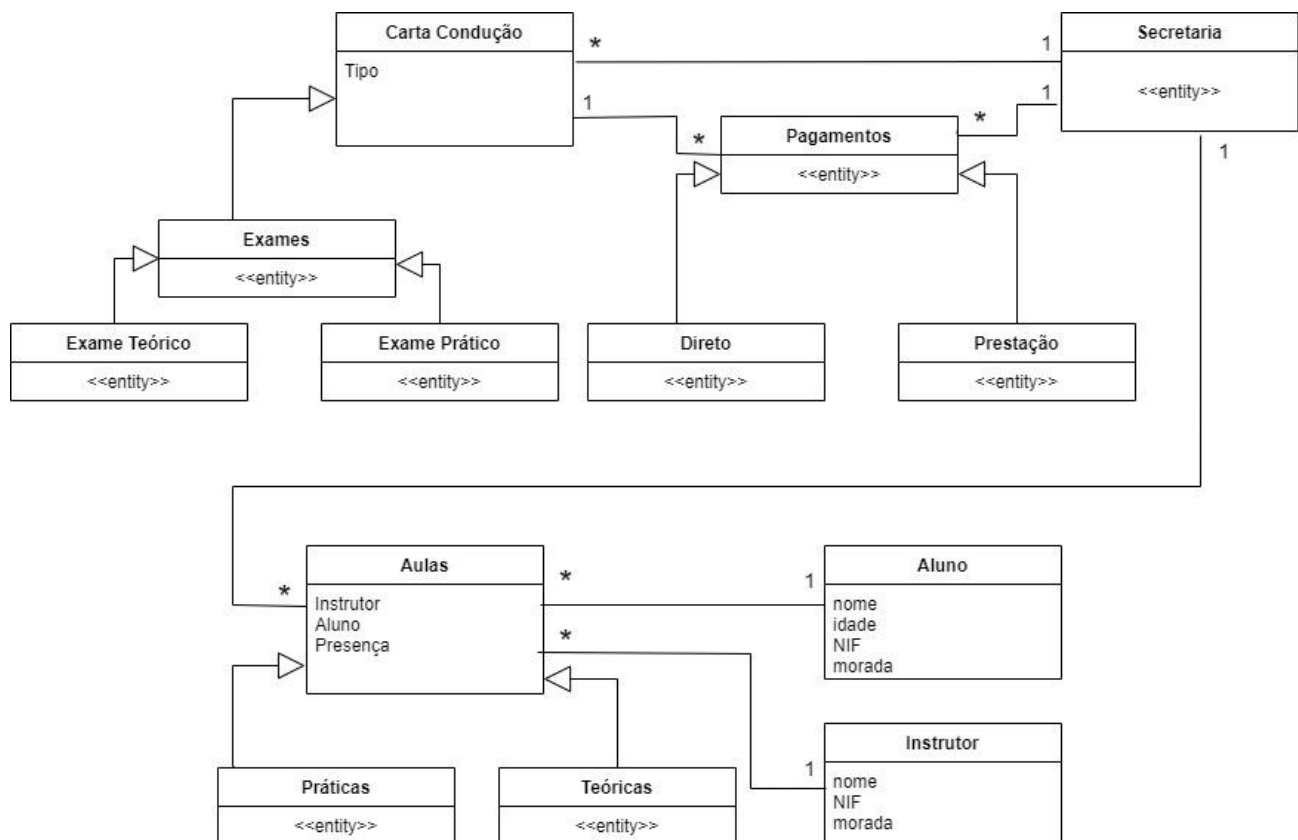 Carta Condução
Tipo
*
1
Secretaria
<<entity>>
1
1
*
*
1
Pagamentos
<<entity>>
Exames
<<entity>>
Exame Teórico
<<entity>>
Exame Prático
<<entity>>
Direto
<<entity>>
Prestação
<<entity>>
Aulas
Instrutor
Aluno
Presença
*
*
1
*
1
Aluno
nome
idade
NIF
morada
Instrutor
nome
NIF
morada
Práticas
<<entity>>
Teóricas
<<entity>>